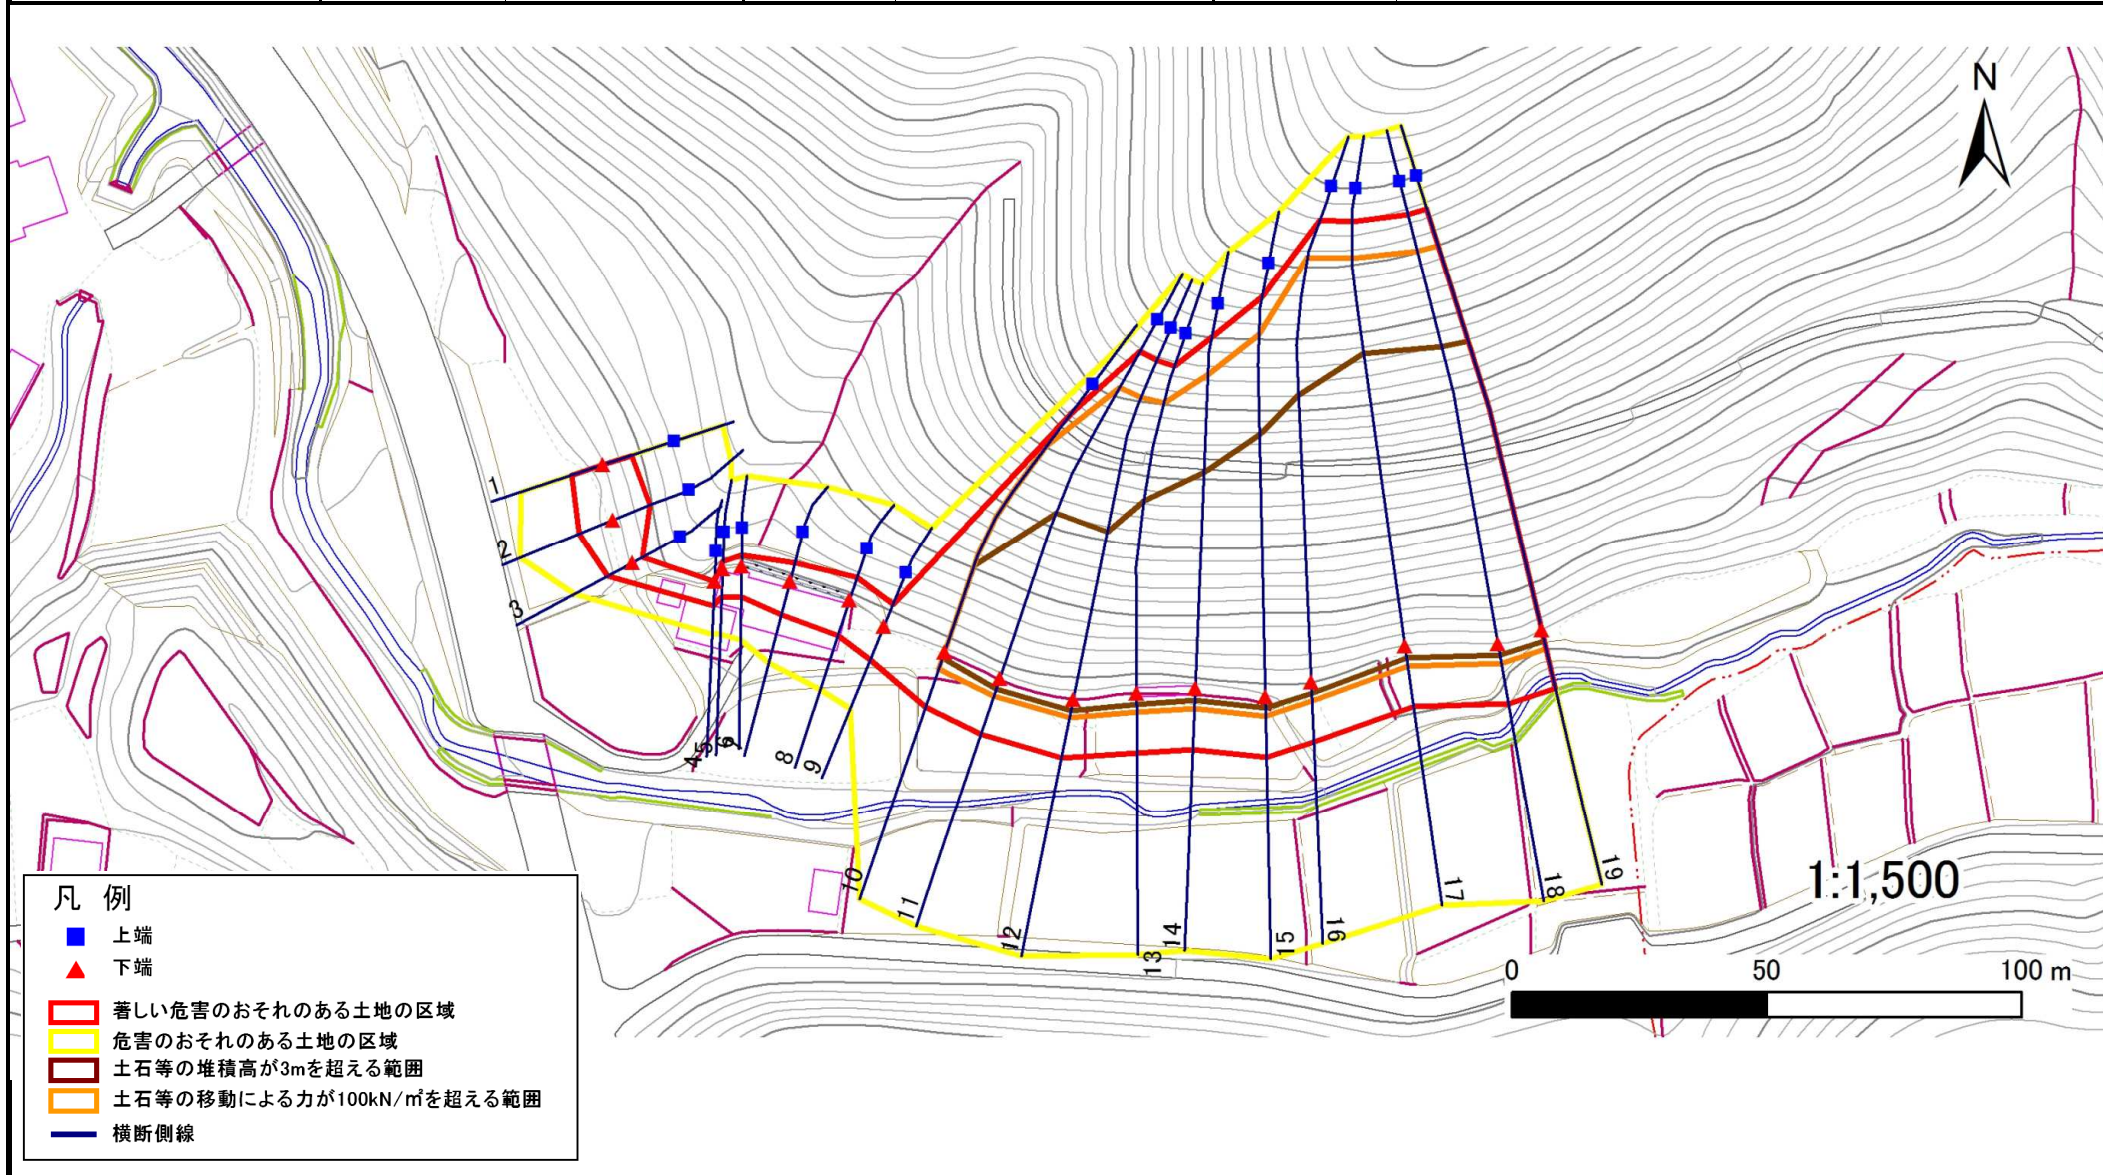 N
1
2
3
4
5
6
8
9
10
11
12
13
14
15
16
17
18
19
1:1,500
0 50 100 m
凡 例
上端
下端
著しい危害のおそれのある土地の区域
危害のおそれのある土地の区域
土石等の堆積高が3mを超える範囲
土石等の移動による力が100kN/㎡を超える範囲
横断側線